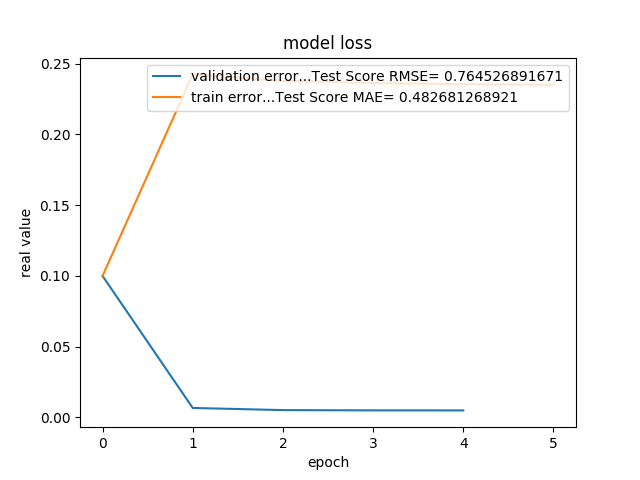 model loss
validation error...Test Score RMSE= 0.764526891671
train error...Test Score MAE= 0.482681268921
0.25
0.20
0.15
0.10
0.05
0.00
real value
0 1 2 3 4 5
epoch